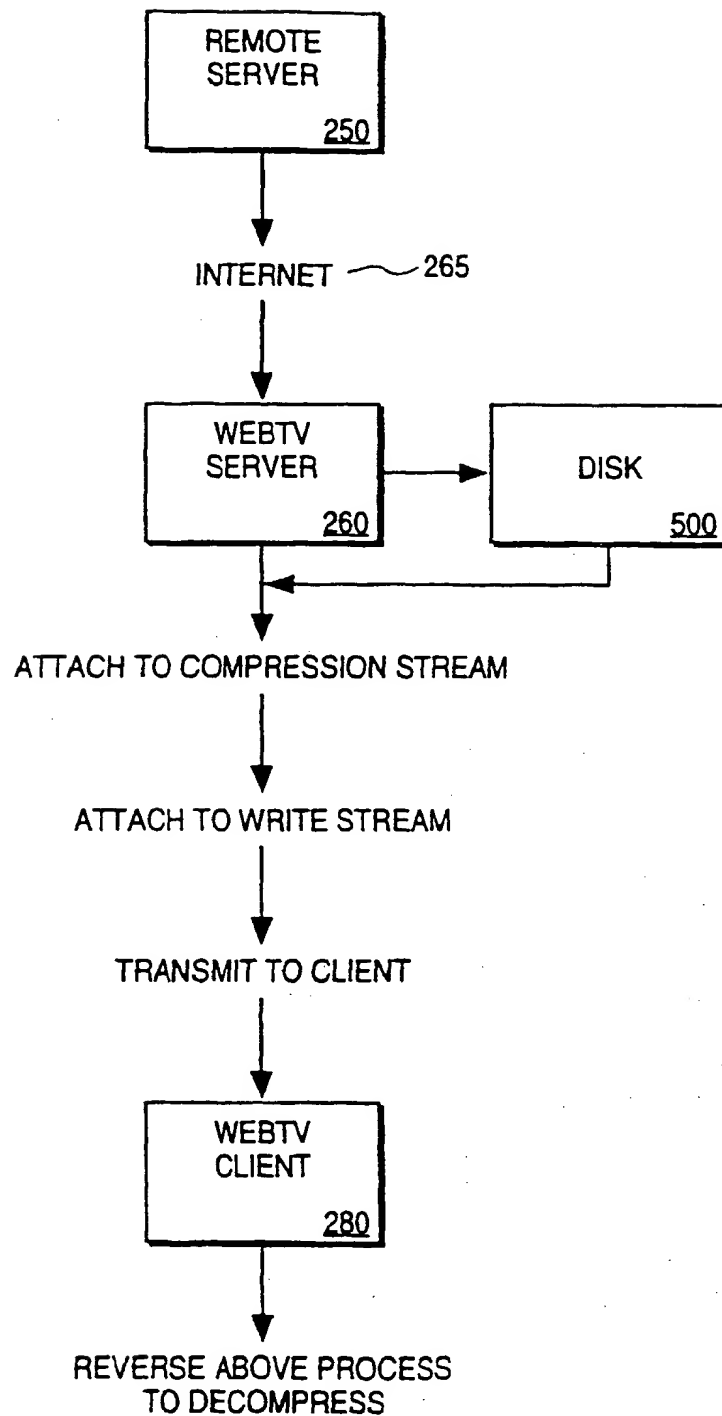 REMOTE
SERVER
250
INTERNET 265
WEBTV
SERVER
260
DISK
500
ATTACH TO COMPRESSION STREAM
ATTACH TO WRITE STREAM
TRANSMIT TO CLIENT
WEBTV
CLIENT
280
REVERSE ABOVE PROCESS
TO DECOMPRESS